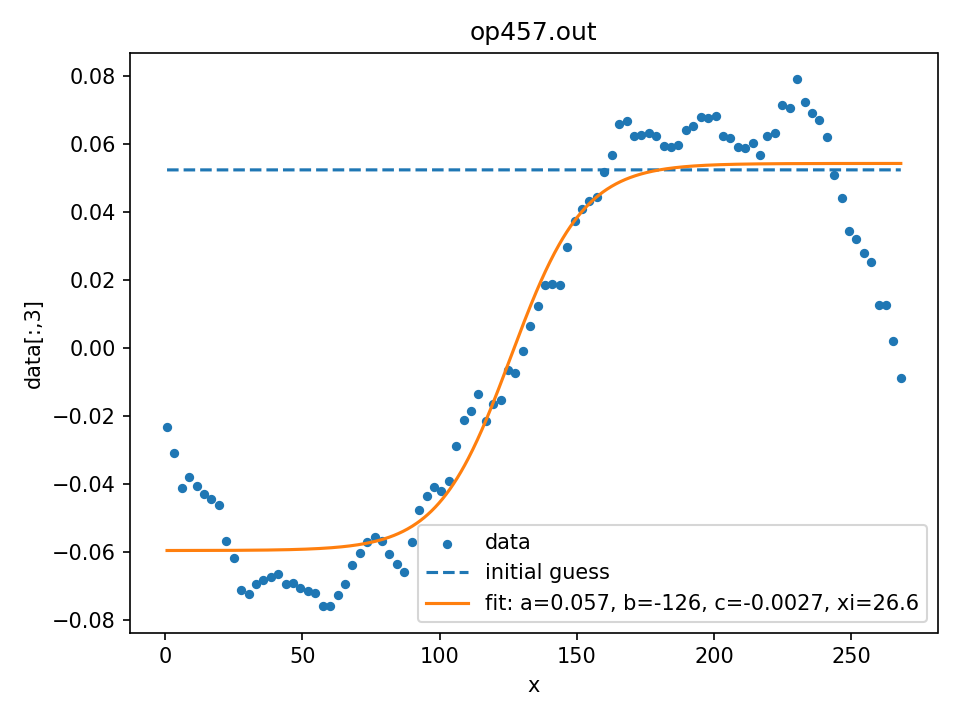 op457.out
0.08
0.06
0.04
0.02
0.00
−0.02
−0.04
−0.06
−0.08
data[:,3]
data
initial guess
fit: a=0.057, b=-126, c=-0.0027, xi=26.6
0 50 100 150 200 250
x